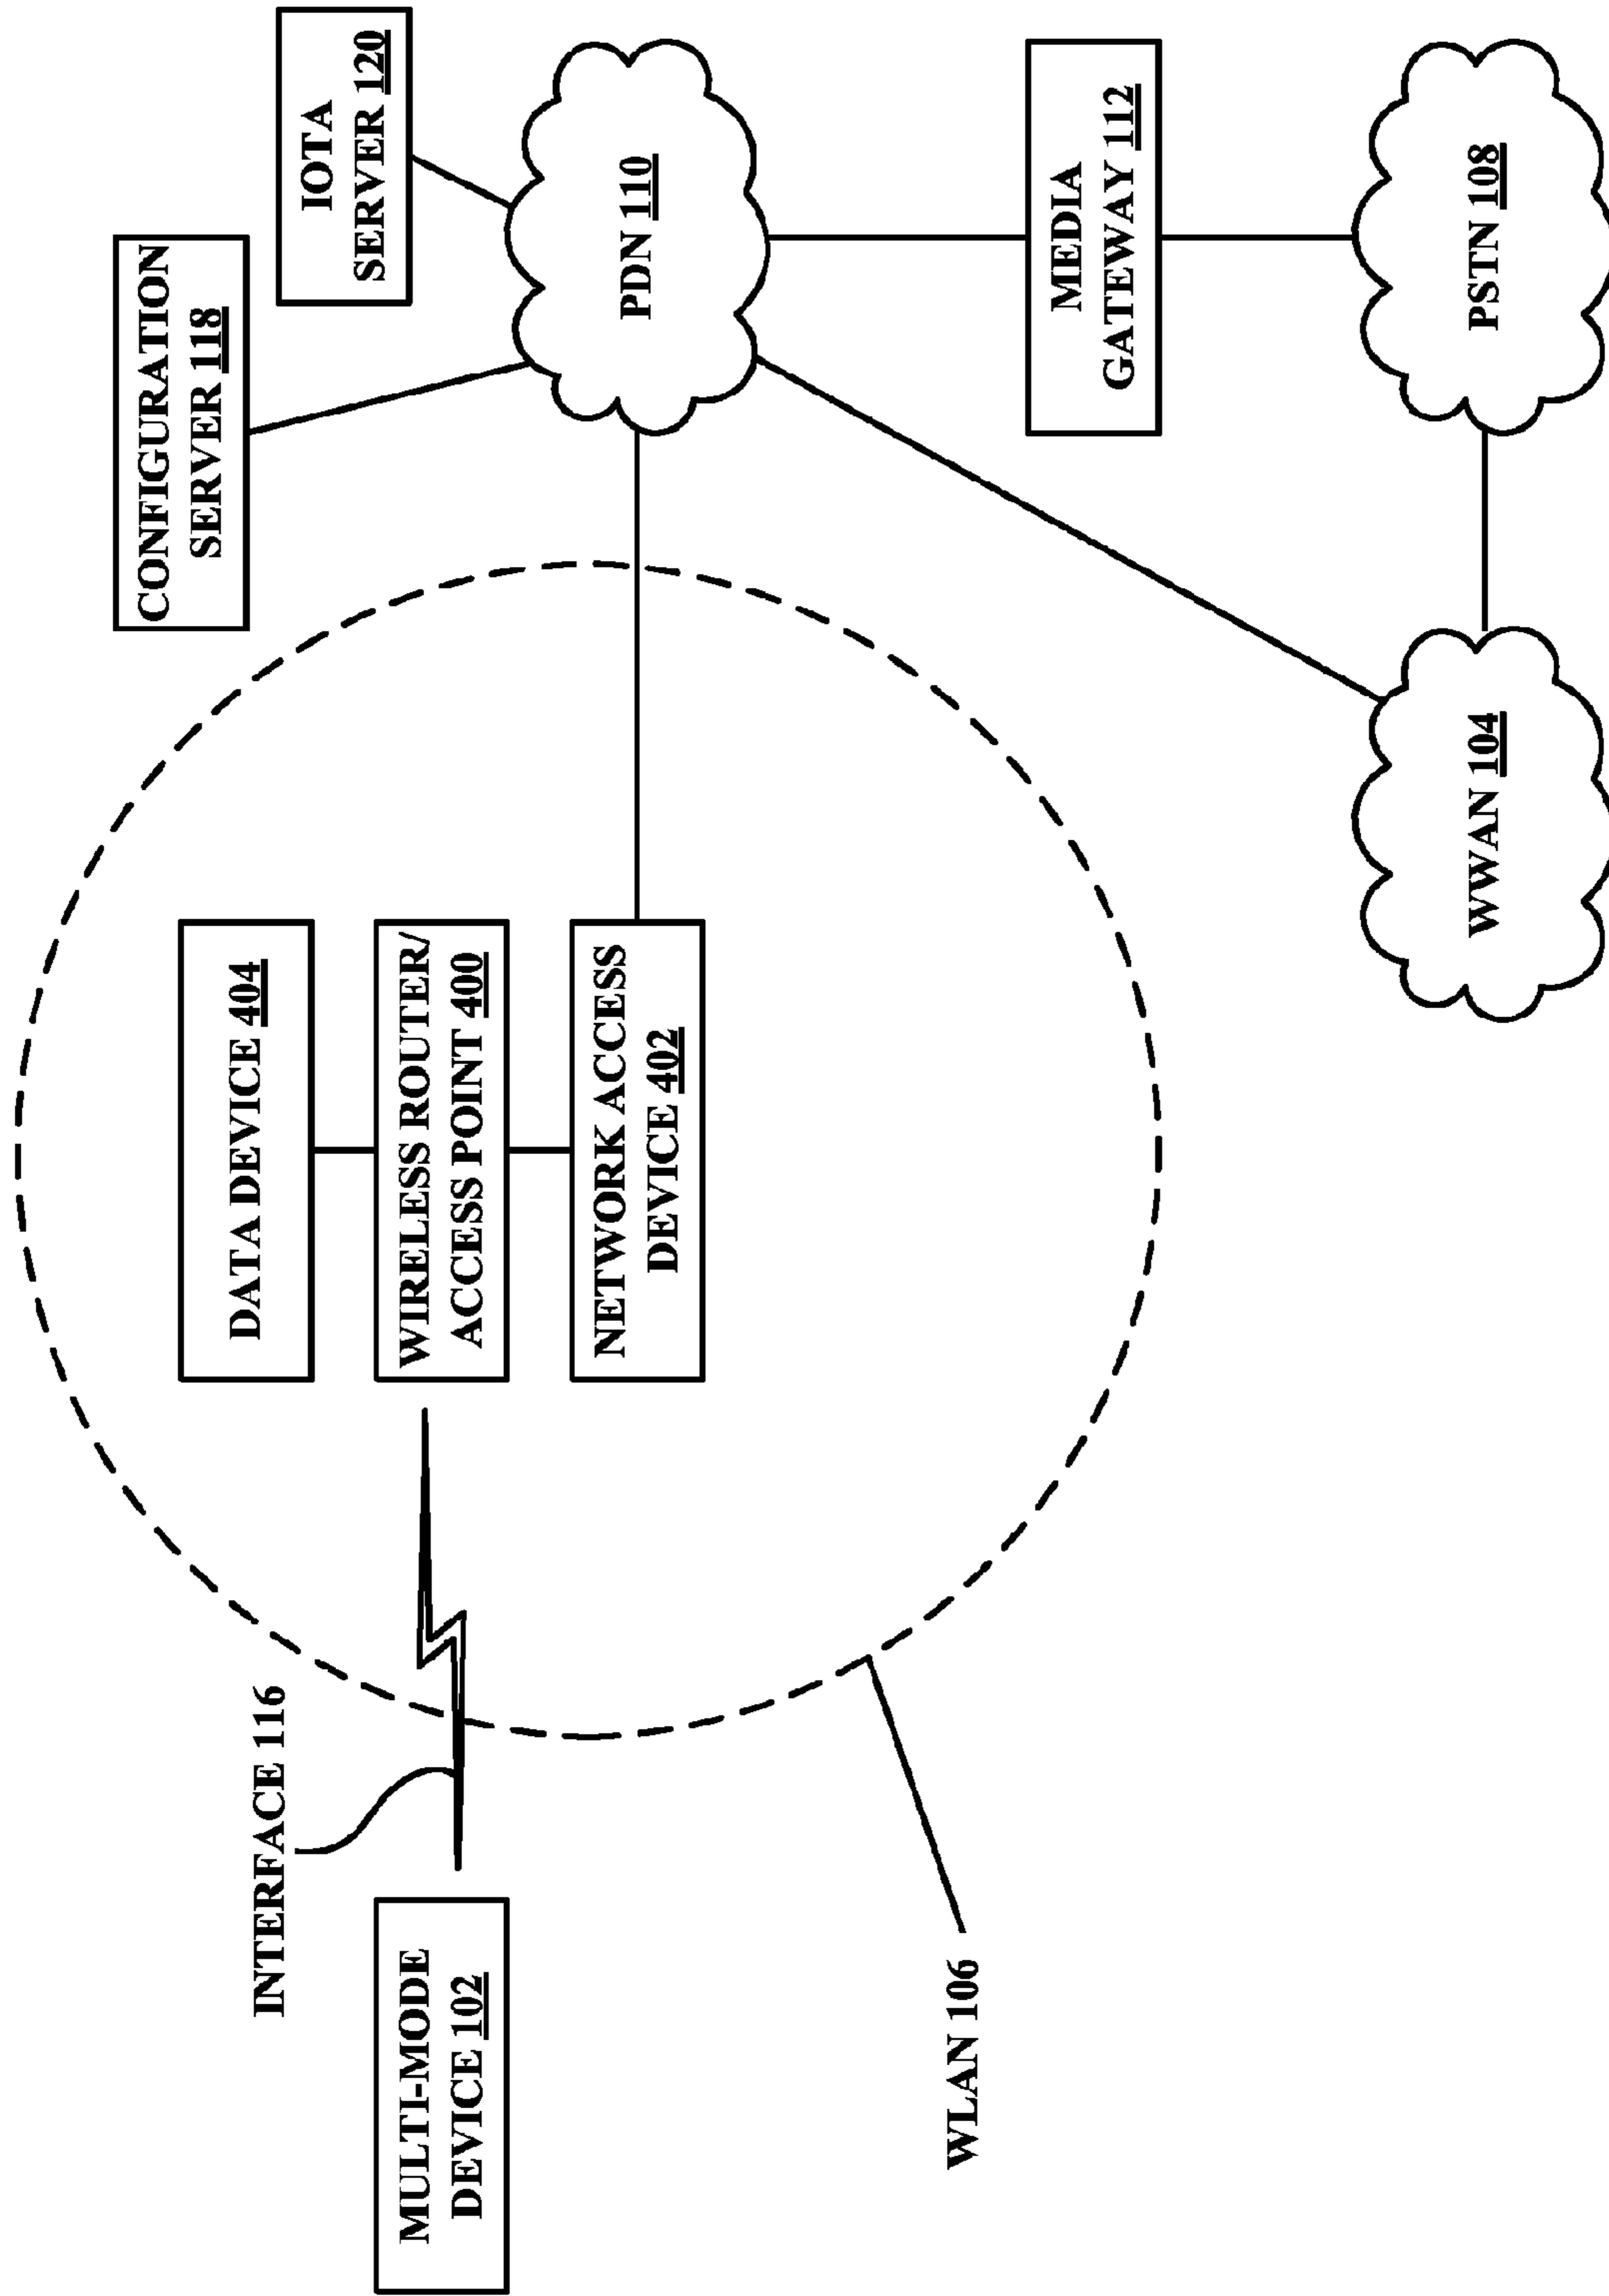 CONFIGURATION
SERVER 118
IOTA
SERVER 120
INTERFACE 116
DATA DEVICE 404
MULTI-MODE
DEVICE 102
WIRELESS ROUTER/
ACCESS POINT 400
NETWORK ACCESS
DEVICE 402
PDN 110
WLAN 106
MEDIA
GATEWAY 112
WWAN 104
PSTN 108